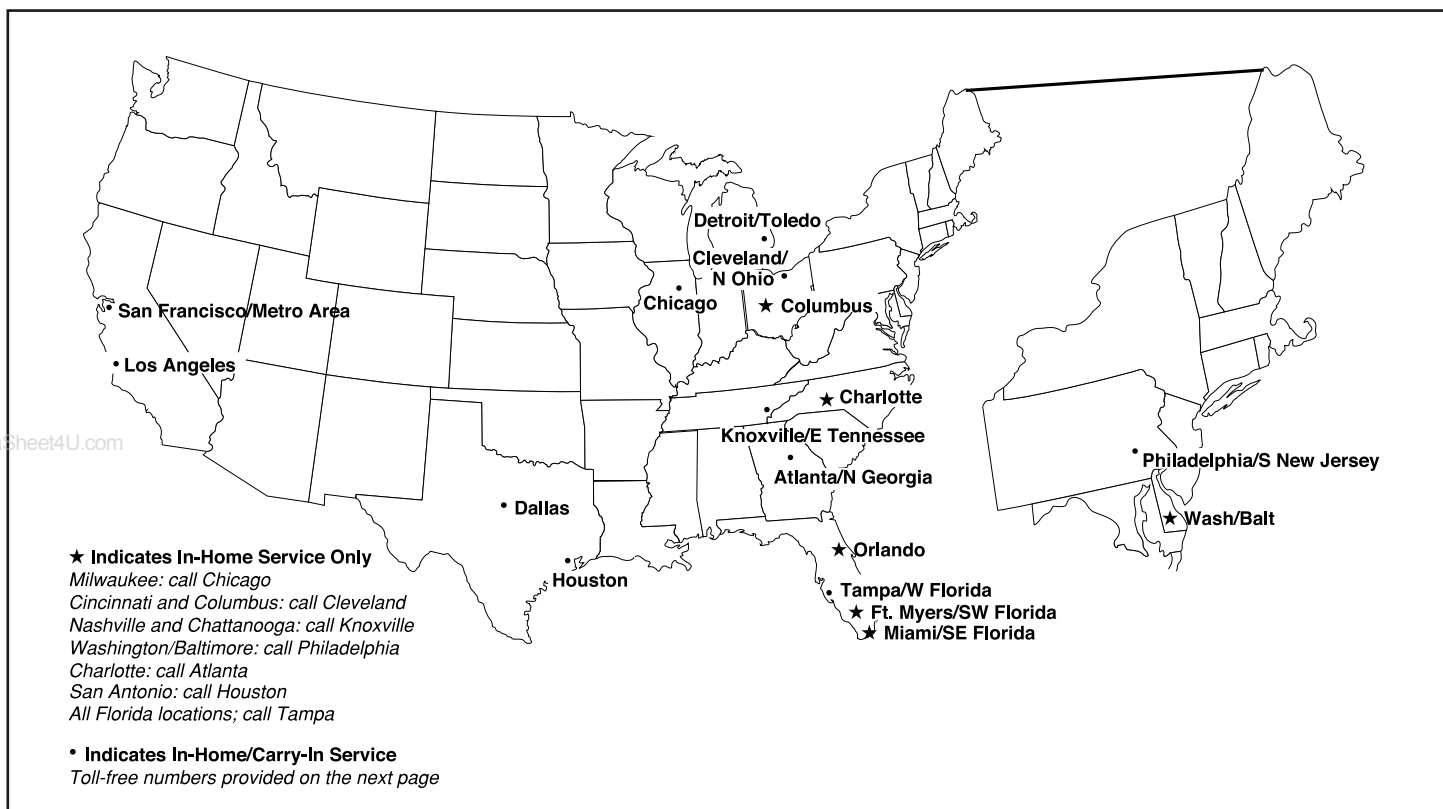 Detroit/Toledo
Cleveland/
N Ohio
Chicago
★ Columbus
• San Francisco/Metro Area
• Los Angeles
★ Charlotte
Knoxville/E Tennessee
Atlanta/N Georgia
• Philadelphia/S New Jersey
• Dallas
★ Wash/Balt
Houston
★ Orlando
Tampa/W Florida
★ Ft. Myers/SW Florida
★ Miami/SE Florida
Sheet4U.com
★ Indicates In-Home Service Only
Milwaukee: call Chicago
Cincinnati and Columbus: call Cleveland
Nashville and Chattanooga: call Knoxville
Washington/Baltimore: call Philadelphia
Charlotte: call Atlanta
San Antonio: call Houston
All Florida locations; call Tampa
• Indicates In-Home/Carry-In Service
Toll-free numbers provided on the next page